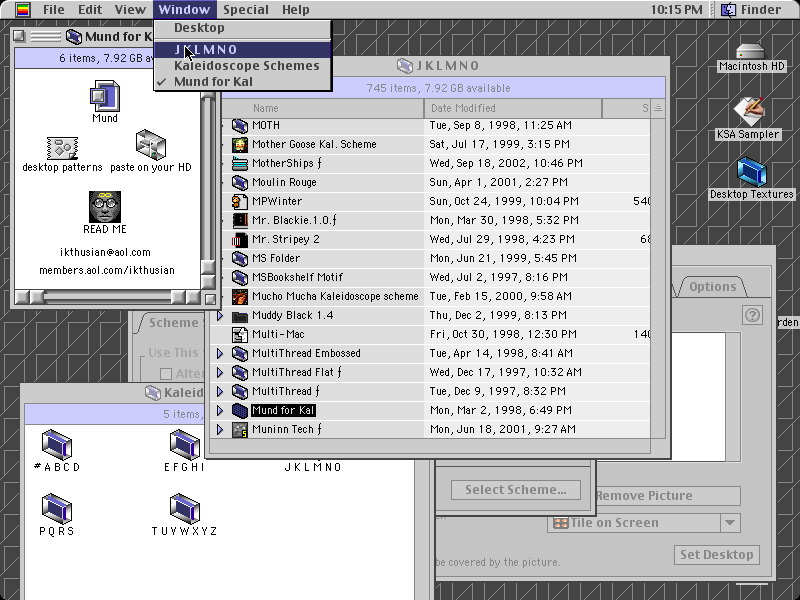 File Edit View Window Special Help
10:15 PM Finder
Desktop
J K L M N O
Kaleidoscope Schemes
✓ Mund for Kal
Mund for K
6 items, 7.92 GB av
Mund
desktop patterns
paste on your HD
READ ME
ikthusian@aol.com
members.aol.com/ikthusian
J K L M N O
745 items, 7.92 GB available
Name Date Modified S
MOTH Tue, Sep 8, 1998, 11:25 AM
Mother Goose Kal. Scheme Sat, Jul 17, 1999, 3:15 PM
MotherShips ƒ Wed, Sep 18, 2002, 10:46 PM
Moulin Rouge Sun, Apr 1, 2001, 2:27 PM
MPWinter Sun, Oct 24, 1999, 10:04 PM 540
Mr. Blackie.1.0.ƒ Mon, Mar 30, 1998, 5:32 PM
Mr. Stripey 2 Wed, Jul 29, 1998, 4:23 PM 68
MS Folder Mon, Jun 21, 1999, 5:45 PM
MSBookshelf Motif Wed, Jul 2, 1997, 8:16 PM
Mucho Mucha Kaleidoscope scheme Tue, Feb 15, 2000, 9:58 AM
Muddy Black 1.4 Thu, Dec 2, 1999, 8:13 PM
Multi-Mac Fri, Oct 30, 1998, 12:30 PM 140
MultiThread Embossed Tue, Apr 14, 1998, 8:41 AM
MultiThread Flat ƒ Wed, Dec 17, 1997, 10:32 AM
MultiThread ƒ Tue, Dec 9, 1997, 8:32 PM
Mund for Kal Mon, Mar 2, 1998, 6:49 PM
Muninn Tech ƒ Mon, Jun 18, 2001, 9:27 AM
Macintosh HD
KSA Sampler
Desktop Textures
rden
Options
Scheme
Use This S
Alter
Kaleid
5 items,
#ABCD
EFGHI
JKLMNO
PQRS
TUVWXYZ
Select Scheme...
Remove Picture
Tile on Screen
be covered by the picture.
Set Desktop